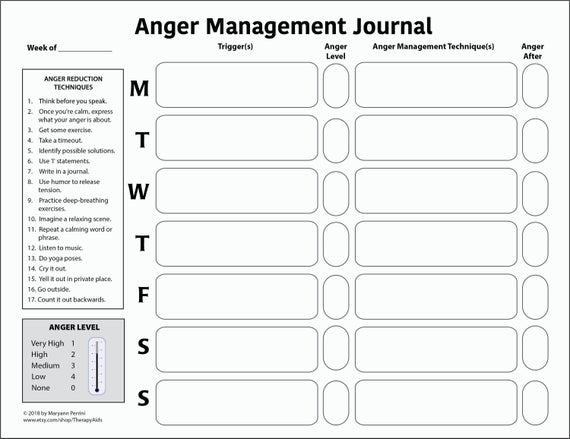 Anger Management Journal
Week of ____________
Trigger(s)
Anger
Level
Anger Management Technique(s)
Anger
After
ANGER REDUCTION
TECHNIQUES
1. Think before you speak.
2. Once you're calm, express
what your anger is about.
3. Get some exercise.
4. Take a timeout.
5. Identify possible solutions.
6. Use 'I' statements.
7. Write in a journal.
8. Use humor to release
tension.
9. Practice deep-breathing
exercises.
10. Imagine a relaxing scene.
11. Repeat a calming word or
phrase.
12. Listen to music.
13. Do yoga poses.
14. Cry it out.
15. Yell it out in private place.
16. Go outside.
17. Count it out backwards.
ANGER LEVEL
Very High 1
High 2
Medium 3
Low 4
None 0
© 2018 by Maryann Perrini
www.etsy.com/shop/TherapyAids
M
T
W
T
F
S
S